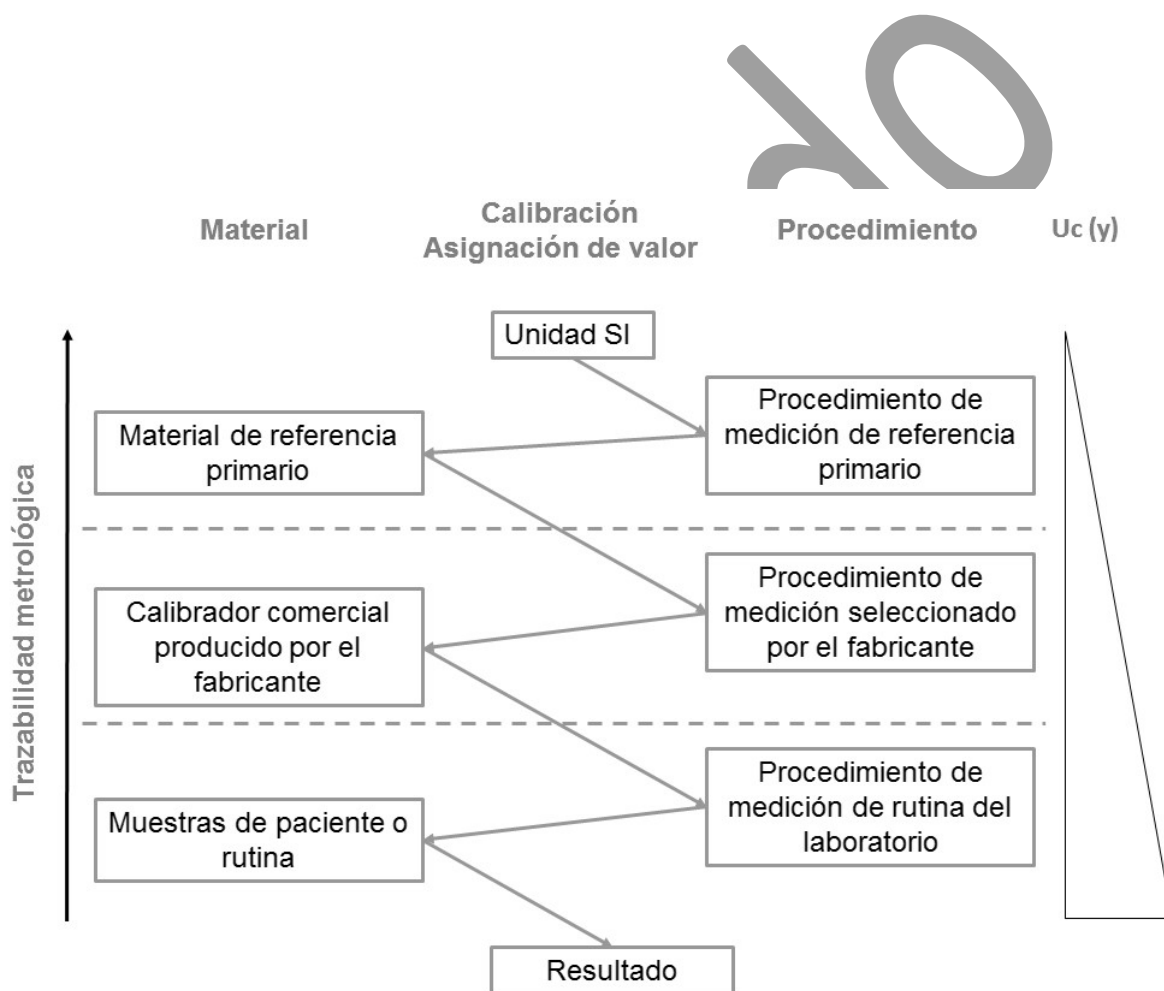 Material
Calibración
Asignación de valor
Procedimiento
Uc (y)
Unidad SI
Procedimiento de
medición de referencia
primario
Material de referencia
primario
Trazabilidad metrológica
Procedimiento de
medición seleccionado
por el fabricante
Calibrador comercial
producido por el
fabricante
Procedimiento de
medición de rutina del
laboratorio
Muestras de paciente o
rutina
Resultado